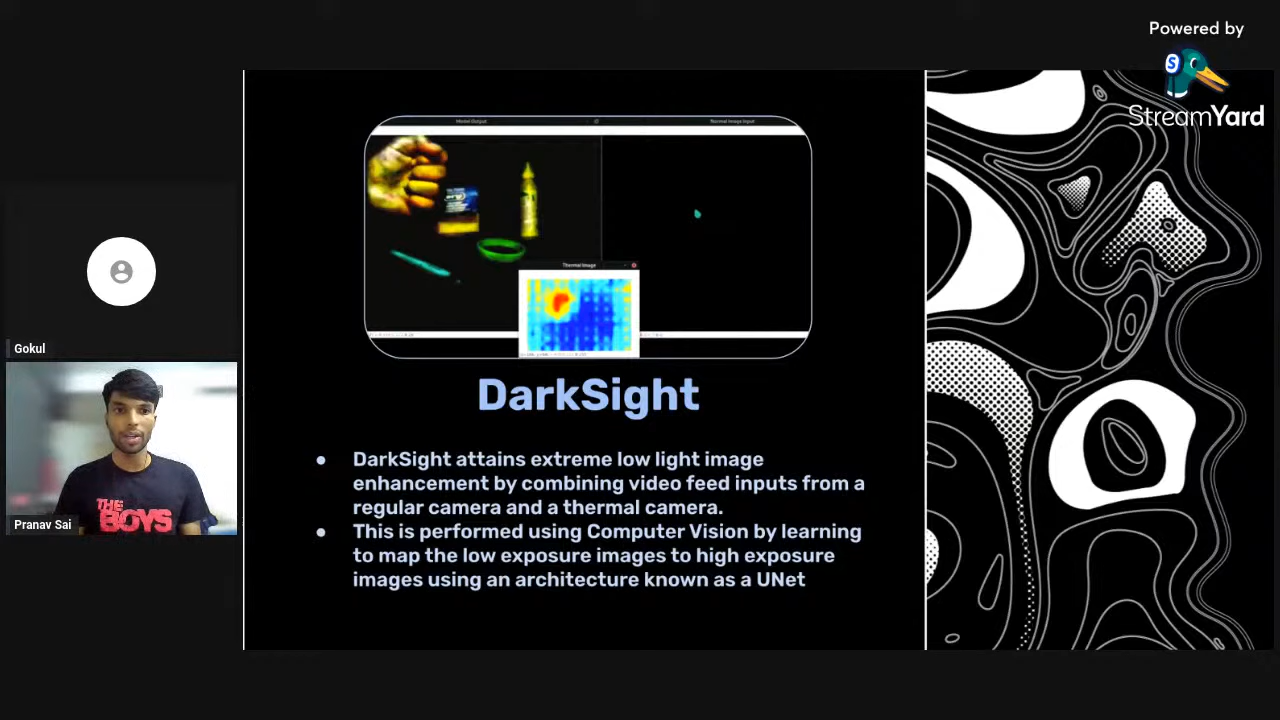 Powered by
S
StreamYard
Model Output
Thermal Image
DarkSight
● DarkSight attains extreme low light image
enhancement by combining video feed inputs from a
regular camera and a thermal camera.
● This is performed using Computer Vision by learning
to map the low exposure images to high exposure
images using an architecture known as a UNet
Gokul
THE
BOYS
Pranav Sai